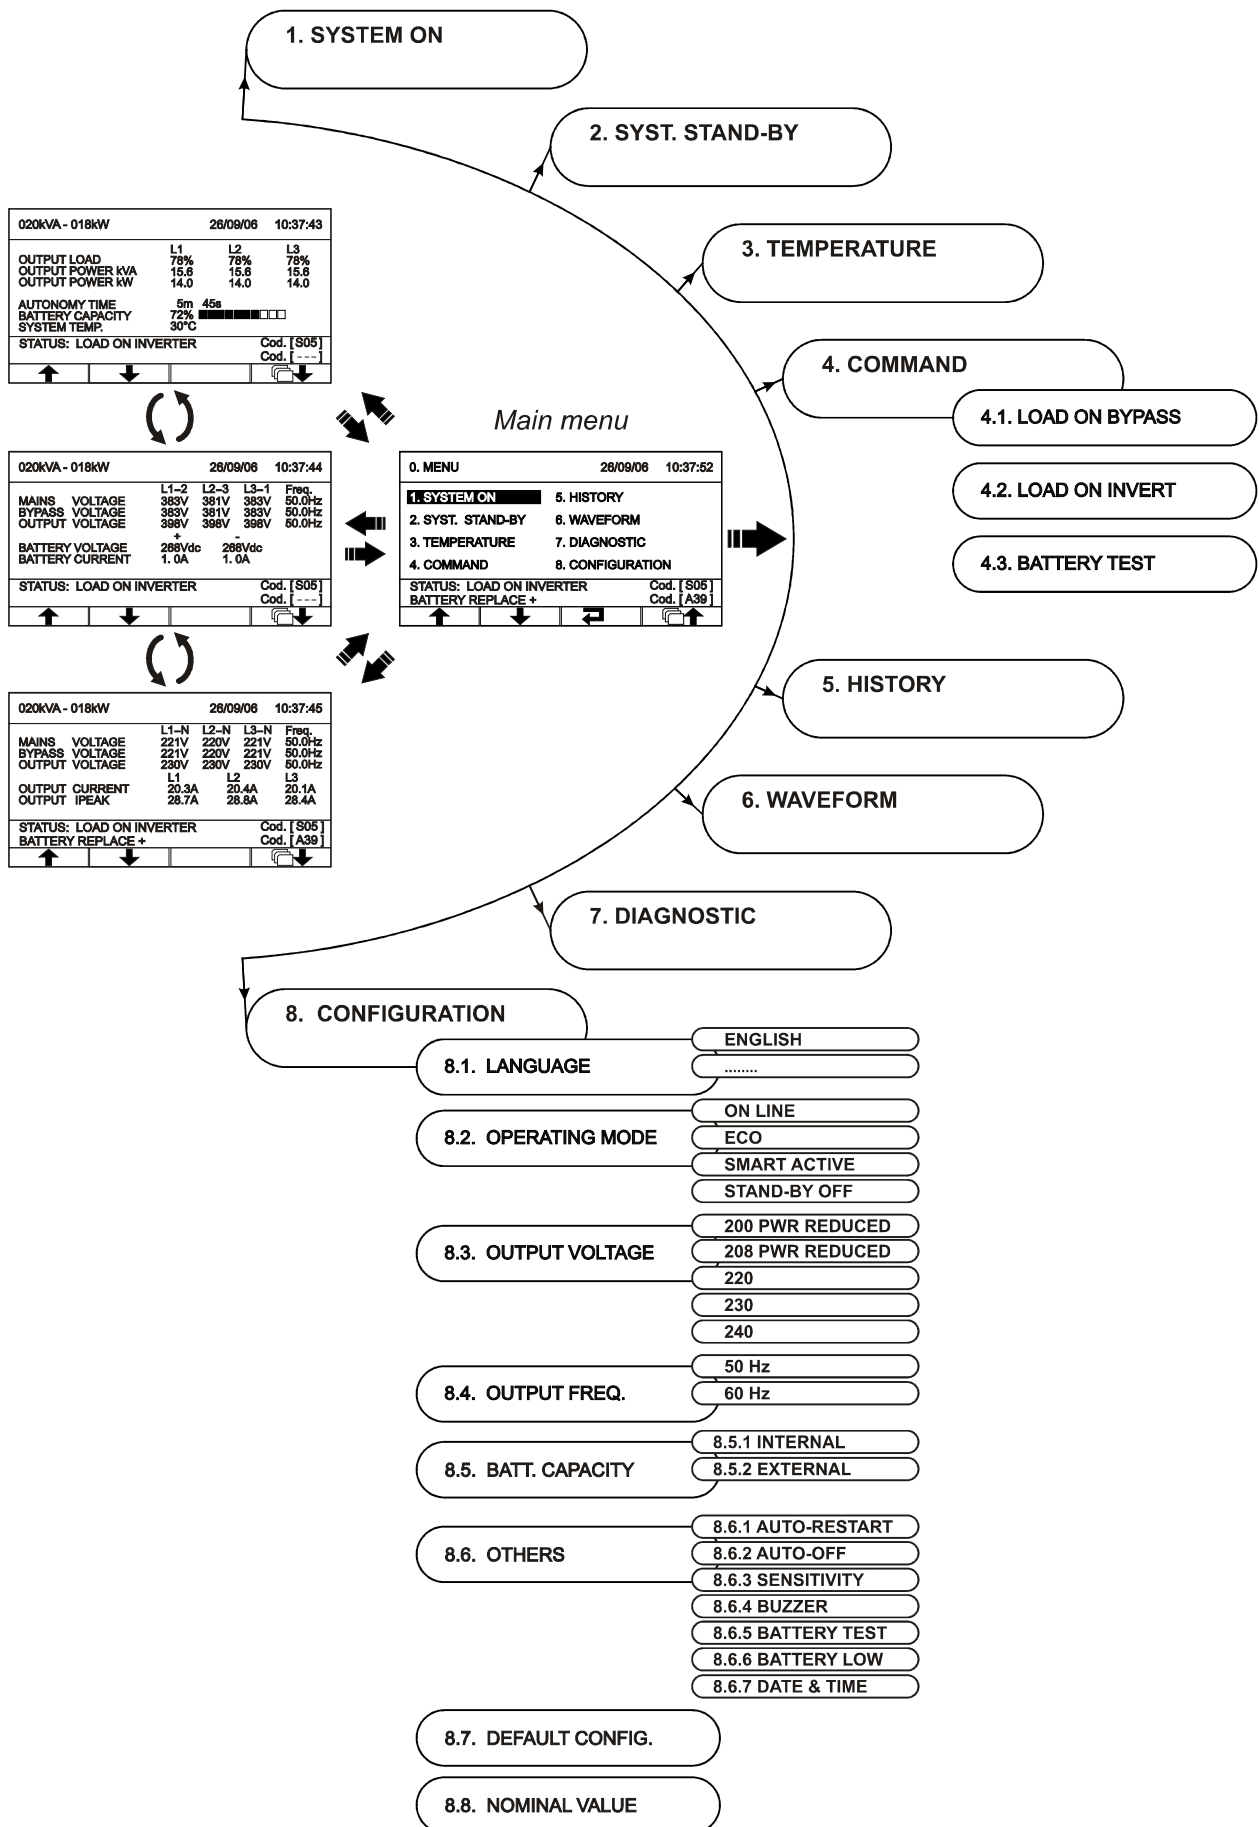 1. SYSTEM ON
2. SYST. STAND-BY
3. TEMPERATURE
4. COMMAND
4.1. LOAD ON BYPASS
4.2. LOAD ON INVERT
4.3. BATTERY TEST
020kVA - 018kW 26/09/06 10:37:43
L1 L2 L3
OUTPUT LOAD 78% 78% 78%
OUTPUT POWER kVA 15.6 15.6 15.6
OUTPUT POWER kW 14.0 14.0 14.0
AUTONOMY TIME 5m 45s
BATTERY CAPACITY 72%
SYSTEM TEMP. 30°C
STATUS: LOAD ON INVERTER Cod. [S05]
Cod. [---]
020kVA - 018kW 26/09/06 10:37:44
L1-2 L2-3 L3-1 Freq.
MAINS VOLTAGE 383V 381V 383V 50.0Hz
BYPASS VOLTAGE 383V 381V 383V 50.0Hz
OUTPUT VOLTAGE 398V 398V 398V 50.0Hz
+ -
BATTERY VOLTAGE 268Vdc 268Vdc
BATTERY CURRENT 1. 0A 1. 0A
STATUS: LOAD ON INVERTER Cod. [S05]
Cod. [---]
020kVA - 018kW 26/09/06 10:37:45
L1-N L2-N L3-N Freq.
MAINS VOLTAGE 221V 220V 221V 50.0Hz
BYPASS VOLTAGE 221V 220V 221V 50.0Hz
OUTPUT VOLTAGE 230V 230V 230V 50.0Hz
L1 L2 L3
OUTPUT CURRENT 20.3A 20.4A 20.1A
OUTPUT IPEAK 28.7A 28.8A 28.4A
STATUS: LOAD ON INVERTER Cod. [S05]
BATTERY REPLACE + Cod. [A39]
Main menu
0. MENU 26/09/06 10:37:52
1. SYSTEM ON 5. HISTORY
2. SYST. STAND-BY 6. WAVEFORM
3. TEMPERATURE 7. DIAGNOSTIC
4. COMMAND 8. CONFIGURATION
STATUS: LOAD ON INVERTER Cod. [S05]
BATTERY REPLACE + Cod. [A39]
5. HISTORY
6. WAVEFORM
7. DIAGNOSTIC
8. CONFIGURATION
8.1. LANGUAGE
ENGLISH
........
8.2. OPERATING MODE
ON LINE
ECO
SMART ACTIVE
STAND-BY OFF
8.3. OUTPUT VOLTAGE
200 PWR REDUCED
208 PWR REDUCED
220
230
240
8.4. OUTPUT FREQ.
50 Hz
60 Hz
8.5. BATT. CAPACITY
8.5.1 INTERNAL
8.5.2 EXTERNAL
8.6. OTHERS
8.6.1 AUTO-RESTART
8.6.2 AUTO-OFF
8.6.3 SENSITIVITY
8.6.4 BUZZER
8.6.5 BATTERY TEST
8.6.6 BATTERY LOW
8.6.7 DATE & TIME
8.7. DEFAULT CONFIG.
8.8. NOMINAL VALUE